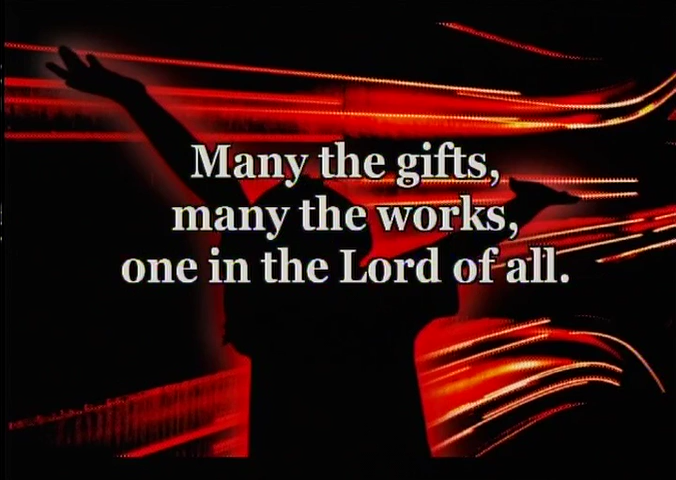 Many the gifts,
many the works,
one in the Lord of all.